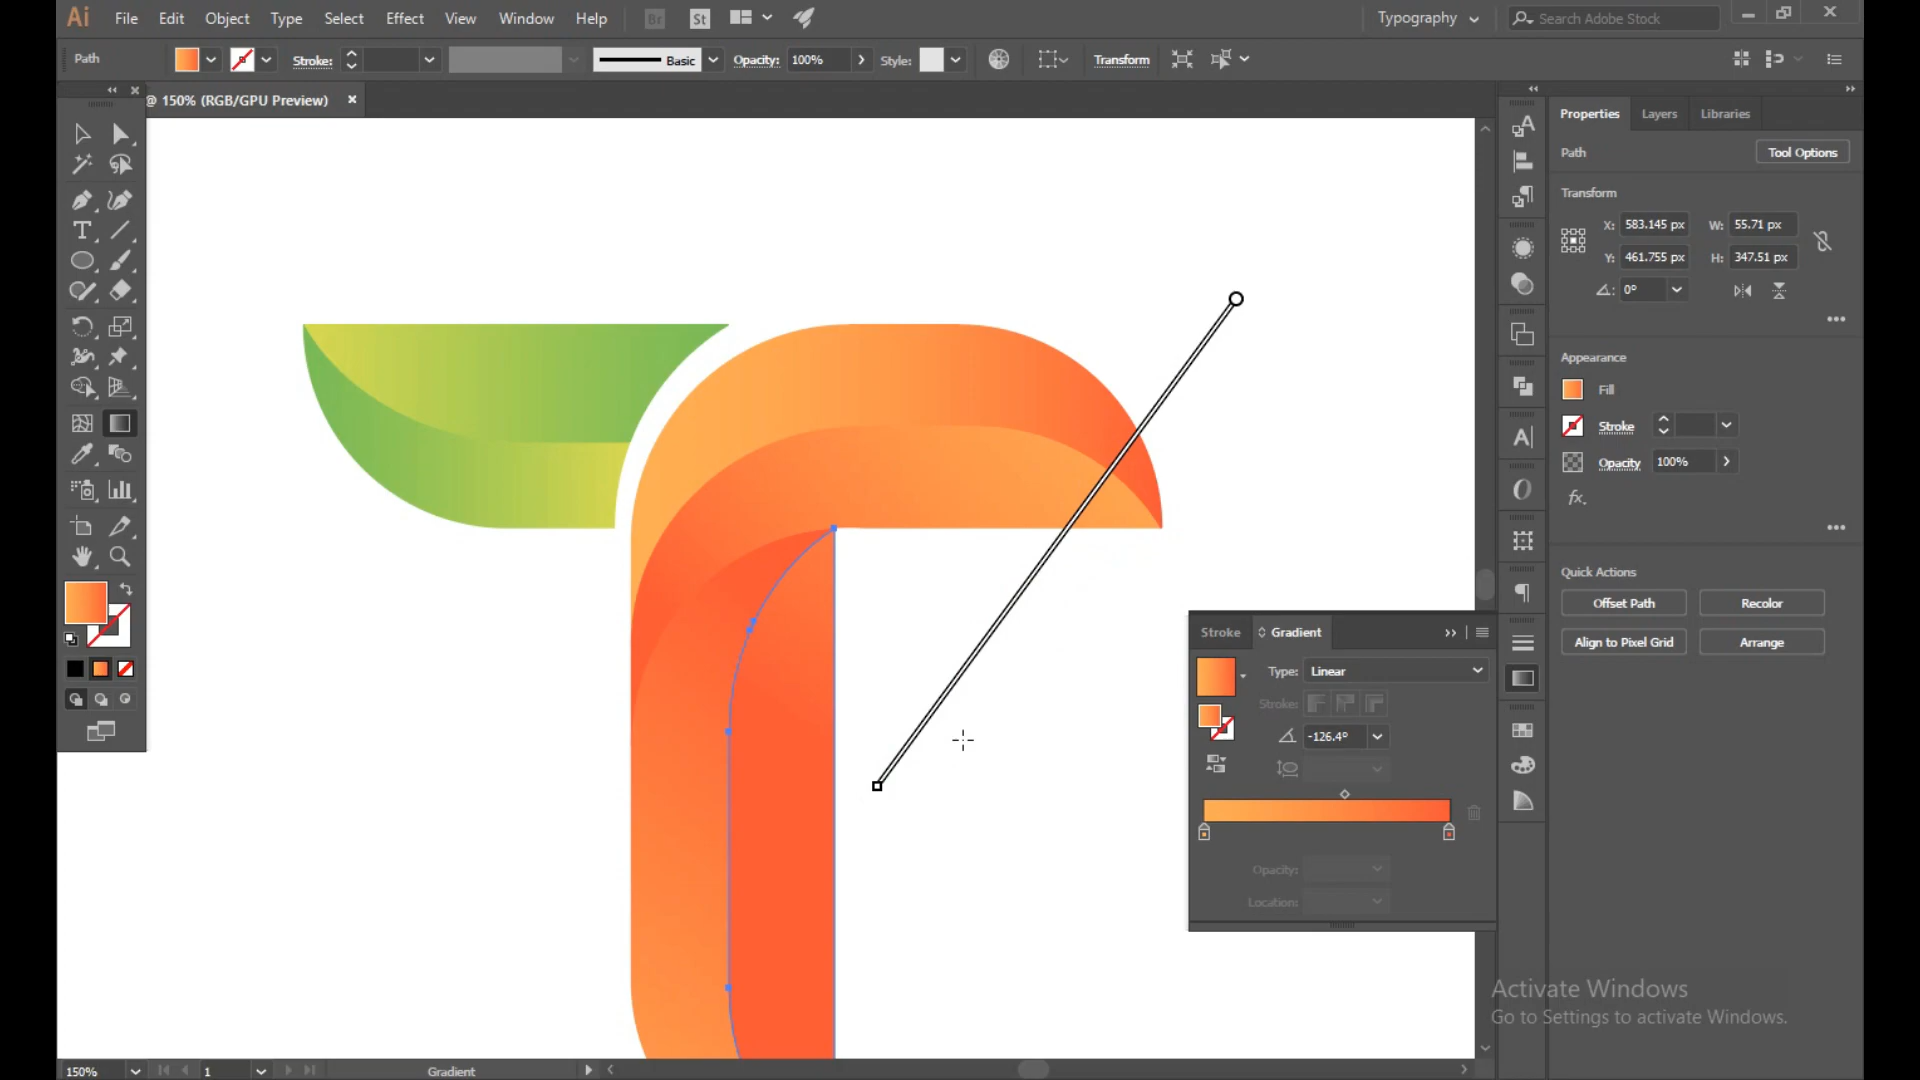 Ai File Edit Object Type Select Effect View Window Help Br St Typography Search Adobe Stock
Path Stroke: Basic Opacity: 100% Style: Transform
@ 150% (RGB/GPU Preview)
Properties Layers Libraries
Path Tool Options
Transform
X: 583.145 px W: 55.71 px
Y: 461.755 px H: 347.51 px
0°
Appearance
Fill
Stroke
Opacity 100%
fx.
Quick Actions
Offset Path Recolor
Align to Pixel Grid Arrange
Stroke Gradient
Type: Linear
Stroke:
-126.4°
Opacity:
Location:
Activate Windows
Go to Settings to activate Windows.
150% 1 Gradient